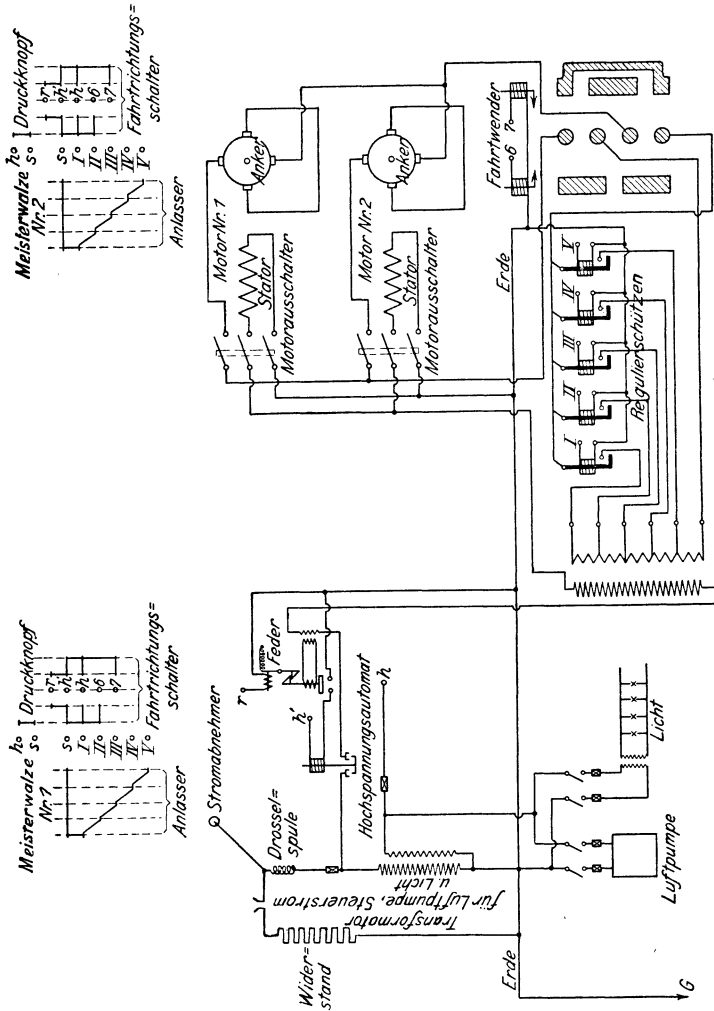 Meisterwalze
Nr. 1
h
s
Druckknopf
s
I
II
III
IV
V
r
h'
h
6
7
Anlasser
Fahrtrichtungs=
schalter
Meisterwalze
Nr. 2
h
s
Druckknopf
s
I
II
III
IV
V
r
h'
h
6
7
Anlasser
Fahrtrichtungs=
schalter
Stromabnehmer
Drossel=
spule
Wider=
stand
Transformator
für Luftpumpe, Steuerstrom
u. Licht
Hochspannungsautomat
h
h'
r
Feder
Erde
G
Luftpumpe
Licht
Motor Nr. 1
Stator
Motorausschalter
Anker
Motor Nr. 2
Stator
Motorausschalter
Anker
Erde
Fahrtwender
6
7
I
II
III
IV
V
Regulierschützen